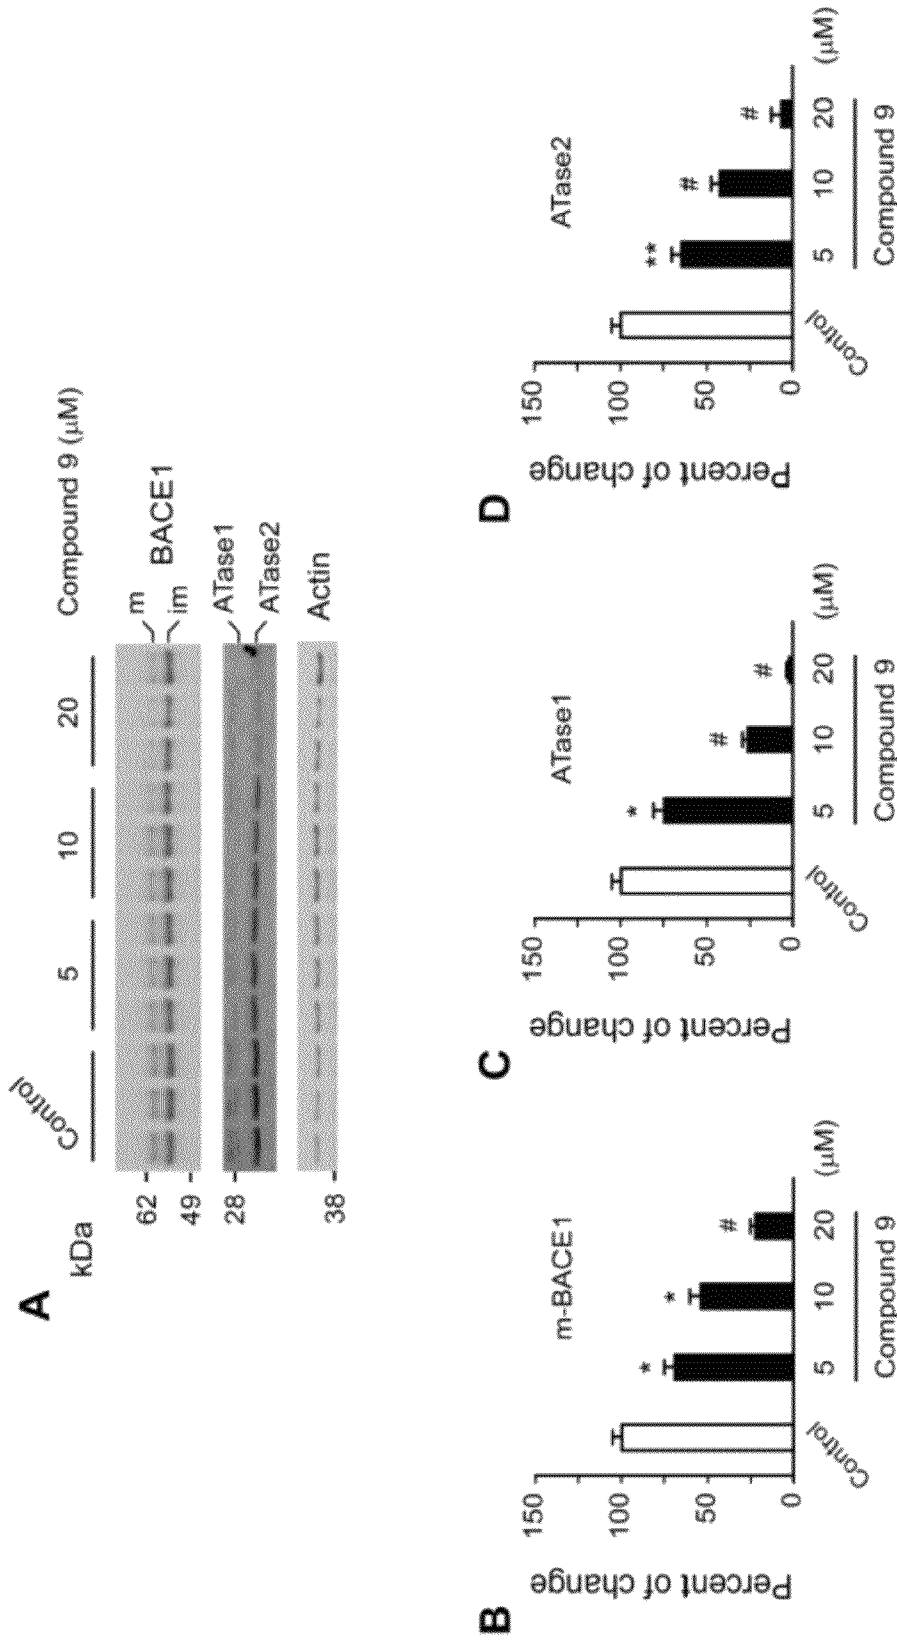 A
Control
5
10
20
Compound 9 (µM)
kDa
62
49
m
im
BACE1
28
ATase1
ATase2
38
Actin
B
m-BACE1
Percent of change
150
100
50
0
Control
5
10
20
(µM)
Compound 9
C
ATase1
Percent of change
150
100
50
0
Control
5
10
20
(µM)
Compound 9
D
ATase2
Percent of change
150
100
50
0
Control
5
10
20
(µM)
Compound 9
*
*
#
*
#
#
**
#
#